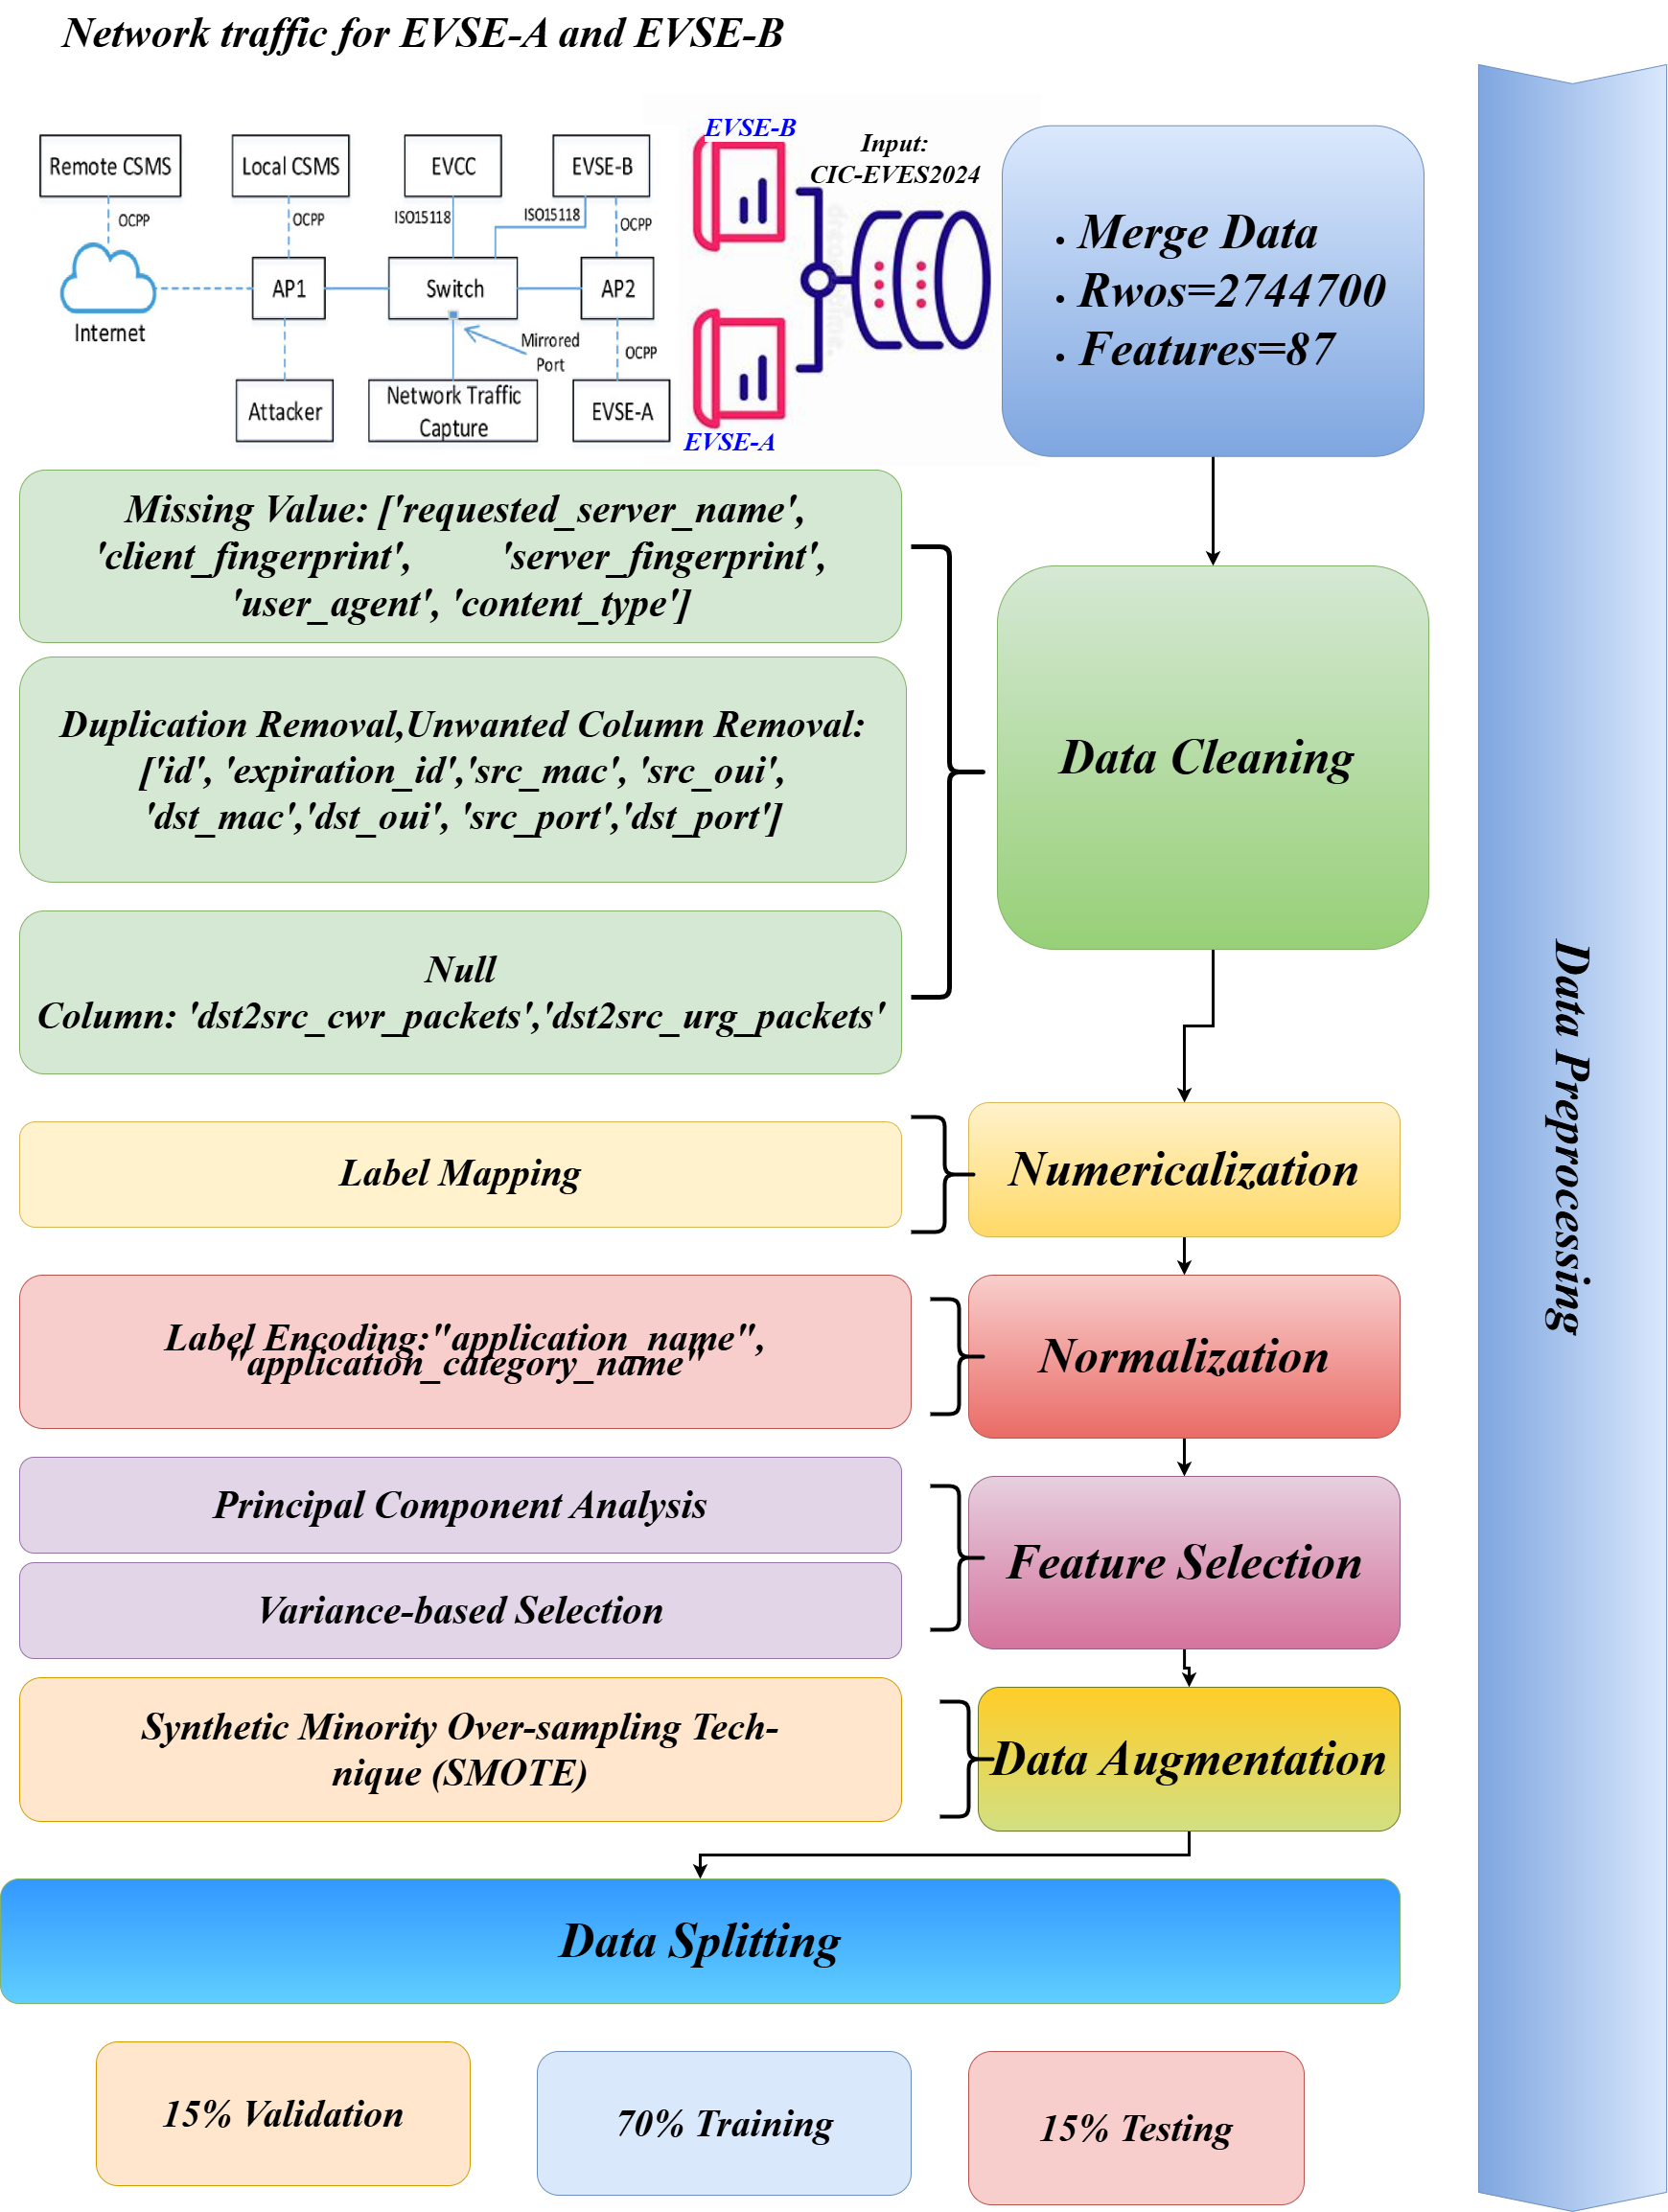 Network traffic for EVSE-A and EVSE-B
Remote CSMS
Local CSMS
EVCC
EVSE-B
OCPP
OCPP
ISO15118
ISO15118
OCPP
Internet
AP1
Switch
AP2
Mirrored
Port
OCPP
Attacker
Network Traffic
Capture
EVSE-A
EVSE-B
Input:
CIC-EVES2024
EVSE-A
• Merge Data
• Rwos=2744700
• Features=87
Missing Value: ['requested_server_name',
'client_fingerprint', 'server_fingerprint',
'user_agent', 'content_type']
Duplication Removal,Unwanted Column Removal:
['id', 'expiration_id','src_mac', 'src_oui',
'dst_mac','dst_oui', 'src_port','dst_port']
Null
Column: 'dst2src_cwr_packets','dst2src_urg_packets'
Data Cleaning
Label Mapping
Numericalization
Label Encoding:"application_name",
"application_category_name"
Normalization
Principal Component Analysis
Variance-based Selection
Feature Selection
Synthetic Minority Over-sampling Tech-
nique (SMOTE)
Data Augmentation
Data Splitting
15% Validation
70% Training
15% Testing
Data Preprocessing